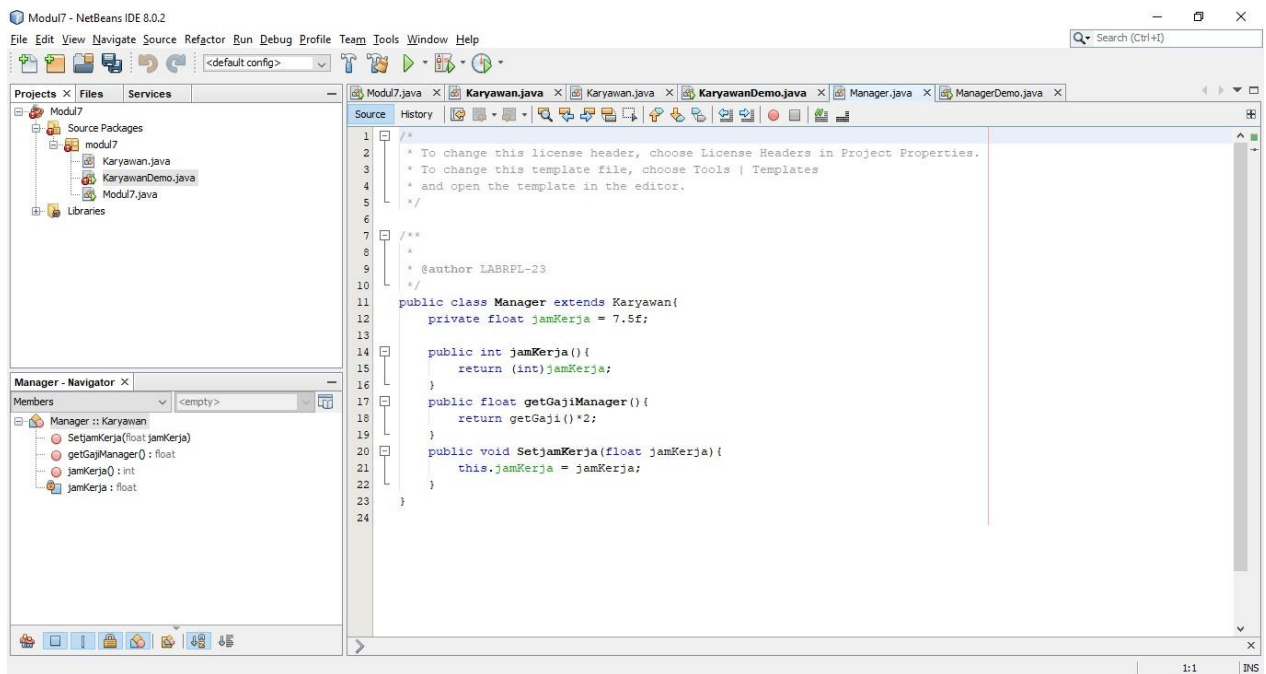 Modul7 - NetBeans IDE 8.0.2
File Edit View Navigate Source Refactor Run Debug Profile Team Tools Window Help
Search (Ctrl+I)
<default config>
Projects Files Services
Modul7.java Karyawan.java Karyawan.java KaryawanDemo.java Manager.java ManagerDemo.java
Modul7
Source Packages
modul7
Karyawan.java
KaryawanDemo.java
Modul7.java
Libraries
Manager - Navigator
Members <empty>
Manager :: Karyawan
SetjamKerja(float jamKerja)
getGajiManager() : float
jamKerja() : int
jamKerja : float
Source History
1 /*
2 * To change this license header, choose License Headers in Project Properties.
3 * To change this template file, choose Tools | Templates
4 * and open the template in the editor.
5 */
6
7 /**
8 *
9 * @author LABRPL-23
10 */
11 public class Manager extends Karyawan{
12 private float jamKerja = 7.5f;
13
14 public int jamKerja(){
15 return (int)jamKerja;
16 }
17 public float getGajiManager(){
18 return getGaji()*2;
19 }
20 public void SetjamKerja(float jamKerja){
21 this.jamKerja = jamKerja;
22 }
23 }
24
1:1 INS